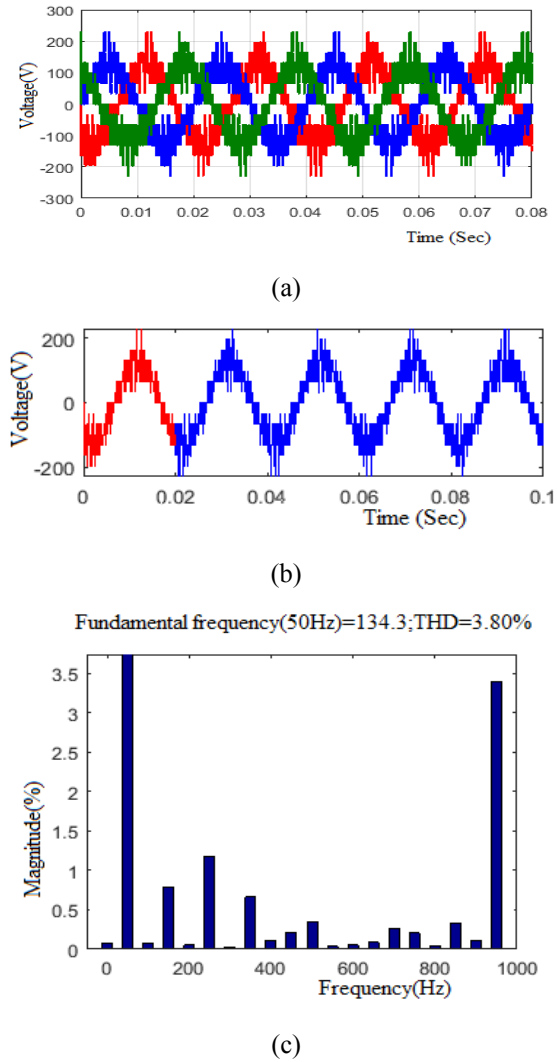 300
200
100
0
-100
-200
-300
Voltage(V)
0 0.01 0.02 0.03 0.04 0.05 0.06 0.07 0.08
Time (Sec)
(a)
200
0
-200
Voltage(V)
0 0.02 0.04 0.06 0.08 0.1
Time (Sec)
(b)
Fundamental frequency(50Hz)=134.3;THD=3.80%
3.5
3
2.5
2
1.5
1
0.5
0
Magnitude(%)
0 200 400 600 800 1000
Frequency(Hz)
(c)